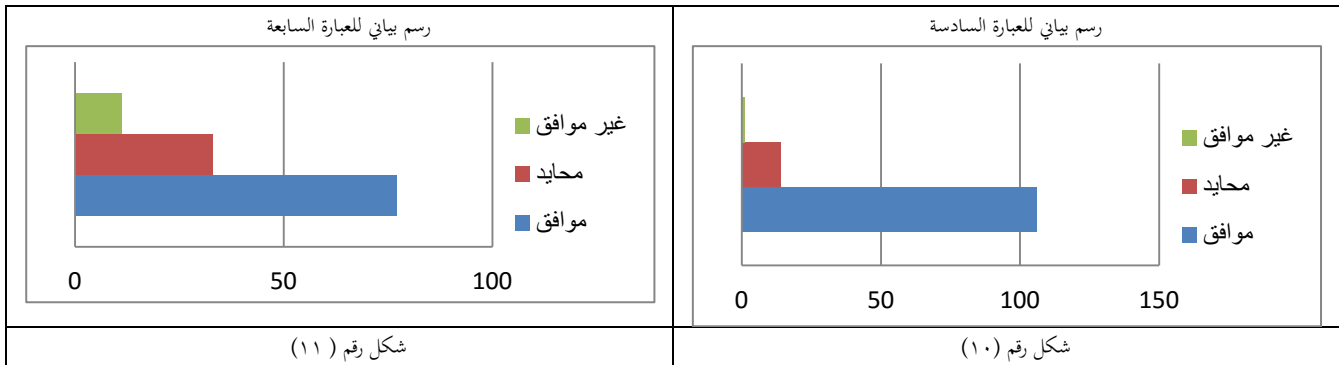 رسم بياني للعبارة السادسة
غير موافق
محايد
موافق
0 50 100 150
شكل رقم (١٠)
رسم بياني للعبارة السابعة
غير موافق
محايد
موافق
0 50 100
شكل رقم ( ١١)